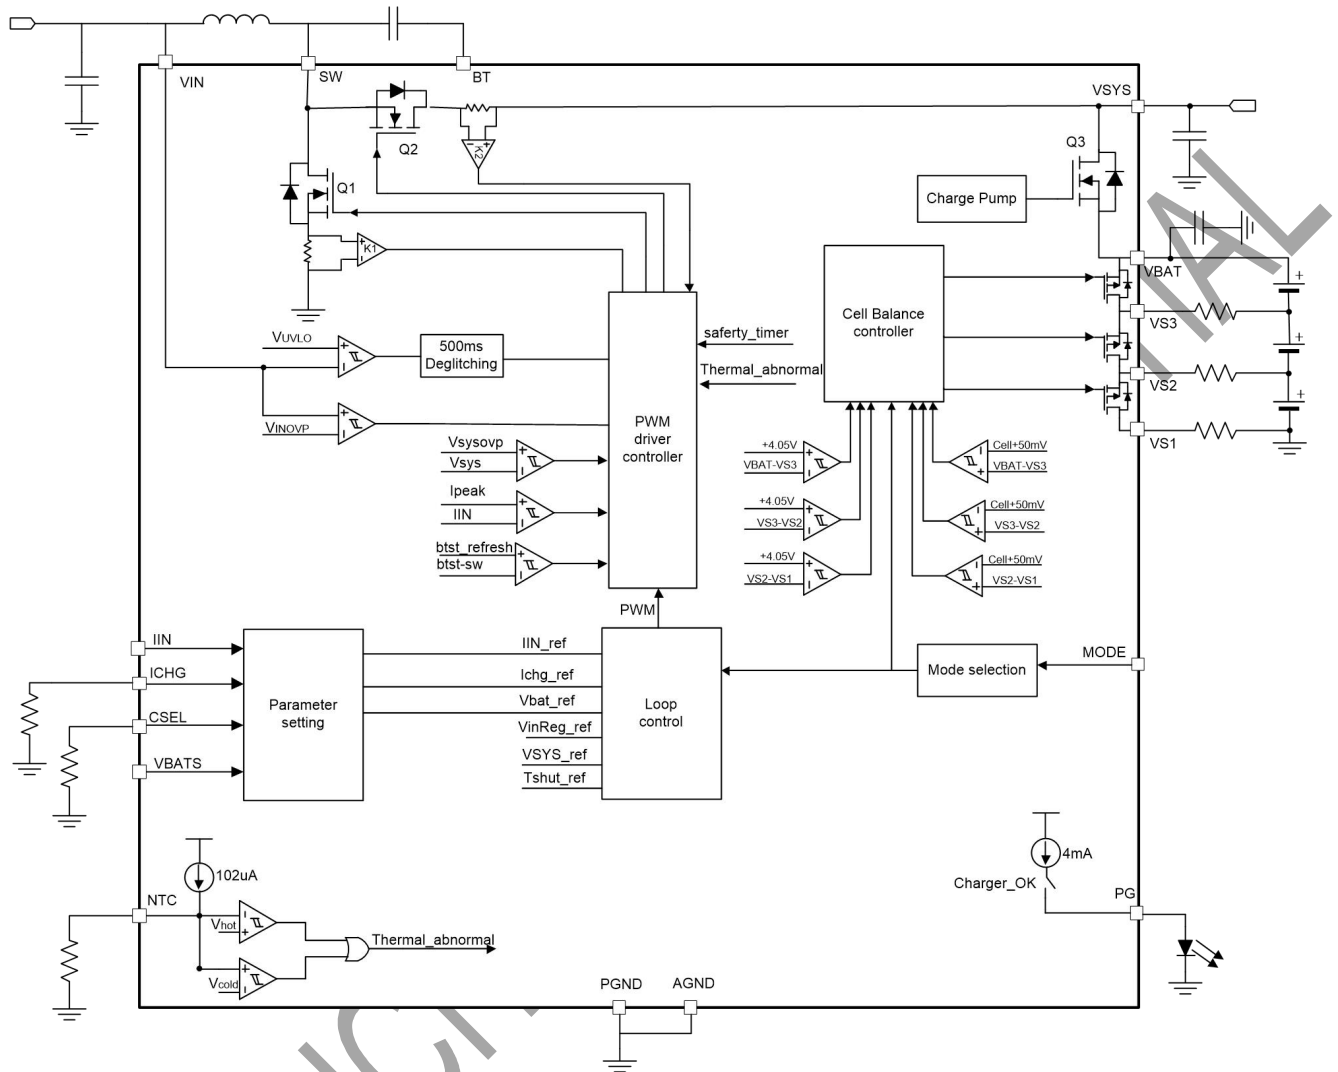 VIN
SW
BT
VSYS
Q2
K2
Q3
Q1
Charge Pump
K1
VBAT
+
VS3
Cell Balance
controller
VUVLO
500ms
Deglitching
saferty_timer
Thermal_abnormal
+
VS2
+
VINOVP
PWM
driver
controller
VS1
Vsysovp
Vsys
+4.05V
VBAT-VS3
Cell+50mV
VBAT-VS3
Ipeak
IIN
+4.05V
VS3-VS2
Cell+50mV
VS3-VS2
btst_refresh
btst-sw
+4.05V
VS2-VS1
Cell+50mV
VS2-VS1
PWM
IIN
IIN_ref
MODE
Mode selection
ICHG
Ichg_ref
Parameter
setting
Vbat_ref
Loop
control
CSEL
VinReg_ref
VSYS_ref
VBATS
Tshut_ref
102uA
4mA
Charger_OK
PG
NTC
Vhot
Thermal_abnormal
Vcold
PGND
AGND